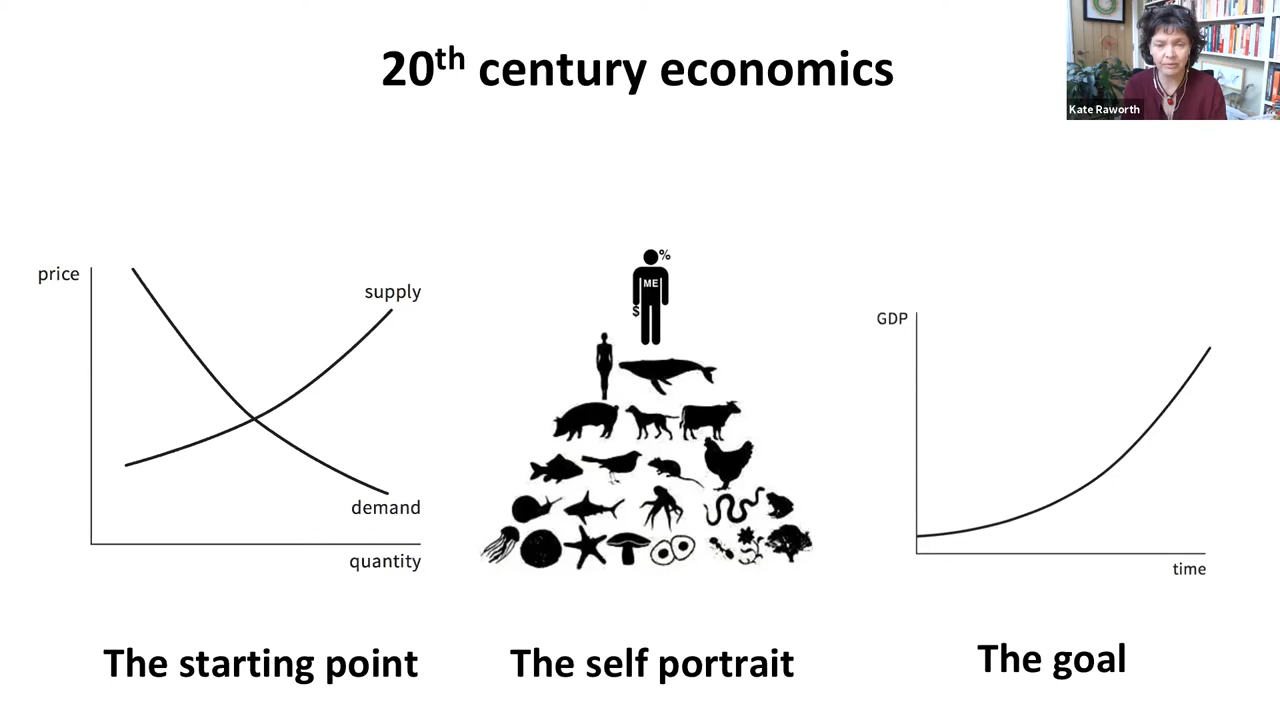 20th century economics
Kate Raworth
price
supply
demand
quantity
%
ME
$
GDP
time
The starting point
The self portrait
The goal